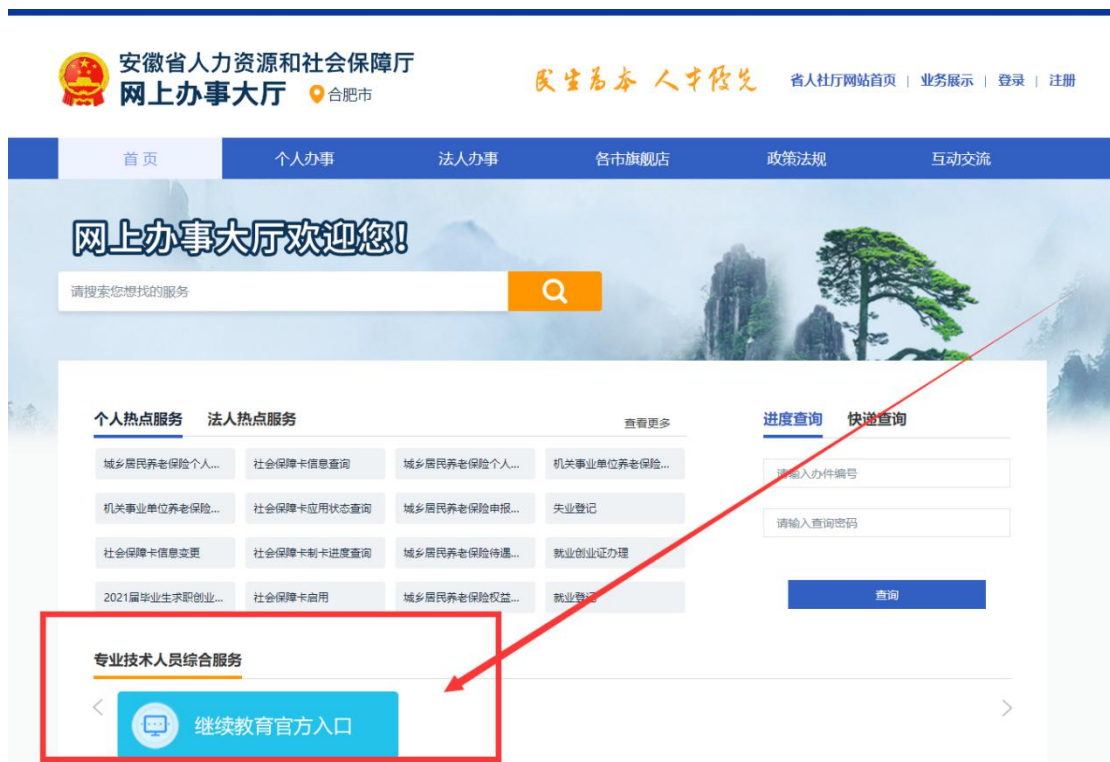 安徽省人力资源和社会保障厅
网上办事大厅 合肥市
民生为本 人才优先
省人社厅网站首页 | 业务展示 | 登录 | 注册
首页 个人办事 法人办事 各市旗舰店 政策法规 互动交流
网上办事大厅欢迎您!
请搜索您想找的服务
个人热点服务 法人热点服务 查看更多
城乡居民养老保险个人... 社会保障卡信息查询 城乡居民养老保险个人... 机关事业单位养老保险...
机关事业单位养老保险... 社会保障卡应用状态查询 城乡居民养老保险申报... 失业登记
社会保障卡信息变更 社会保障卡制卡进度查询 城乡居民养老保险待遇... 就业创业证办理
2021届毕业生求职创业... 社会保障卡启用 城乡居民养老保险权益... 就业登记
进度查询 快递查询
请输入办件编号
请输入查询密码
查询
专业技术人员综合服务
继续教育官方入口